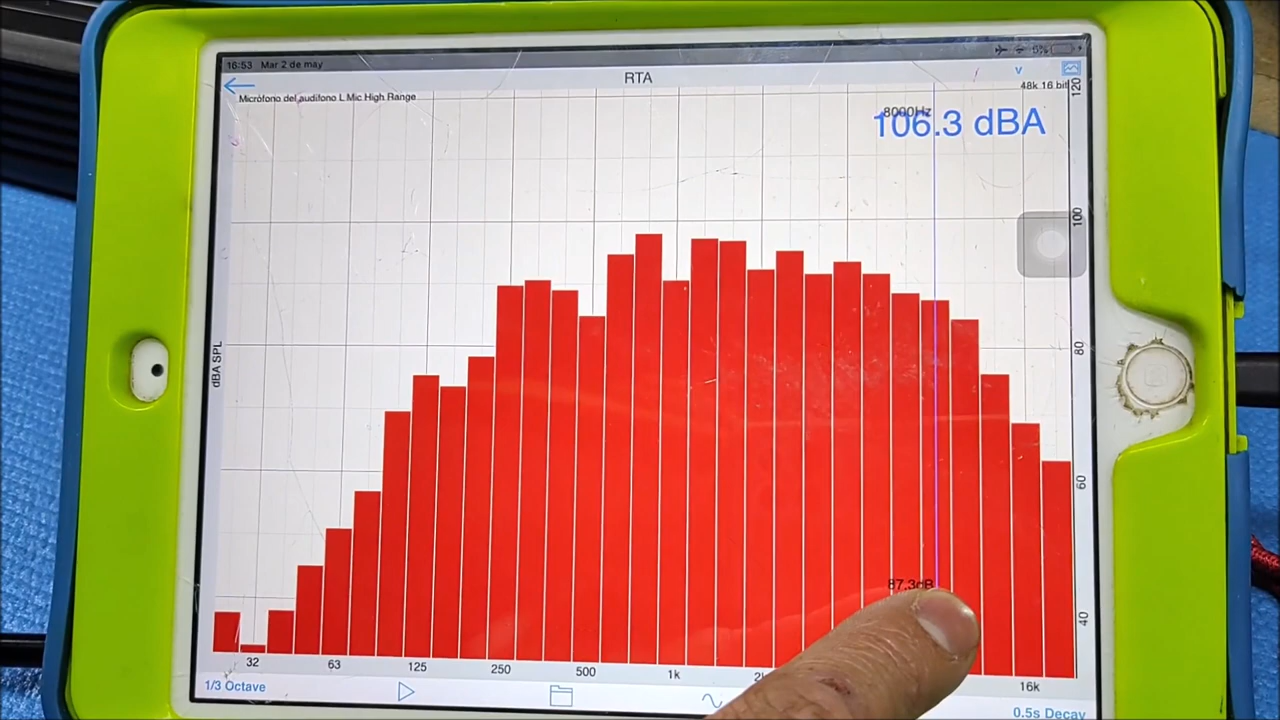 16:53 Mar 2 de may 5%
RTA
v
Micrófono del audífono L Mic High Range
48k 16 bit
8000Hz
106.3 dBA
120
100
80
60
40
dBA SPL
87.3dB
32 63 125 250 500 1k 16k
1/3 Octave
0.5s Decay